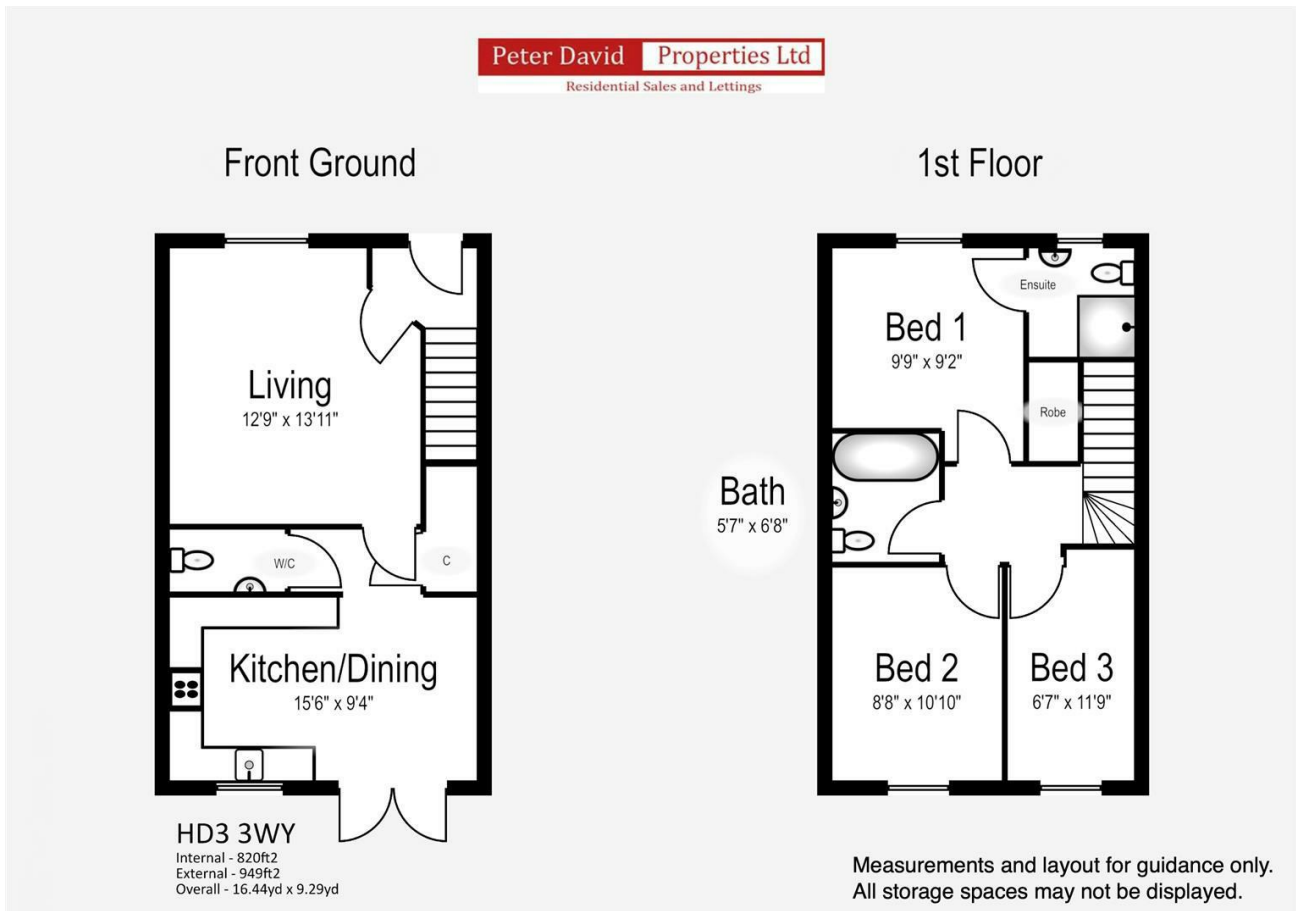 Peter David Properties Ltd
Residential Sales and Lettings
Front Ground
Living
12'9" x 13'11"
W/C
C
Kitchen/Dining
15'6" x 9'4"
HD3 3WY
Internal - 820ft2
External - 949ft2
Overall - 16.44yd x 9.29yd
1st Floor
Ensuite
Bed 1
9'9" x 9'2"
Robe
Bath
5'7" x 6'8"
Bed 2
8'8" x 10'10"
Bed 3
6'7" x 11'9"
Measurements and layout for guidance only.
All storage spaces may not be displayed.